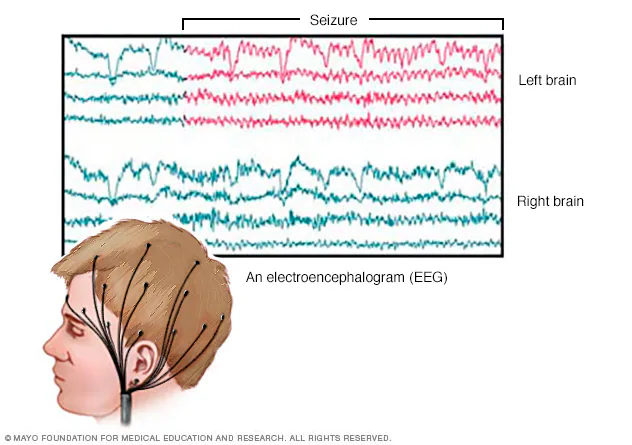 Seizure
Left brain
Right brain
An electroencephalogram (EEG)
© MAYO FOUNDATION FOR MEDICAL EDUCATION AND RESEARCH. ALL RIGHTS RESERVED.